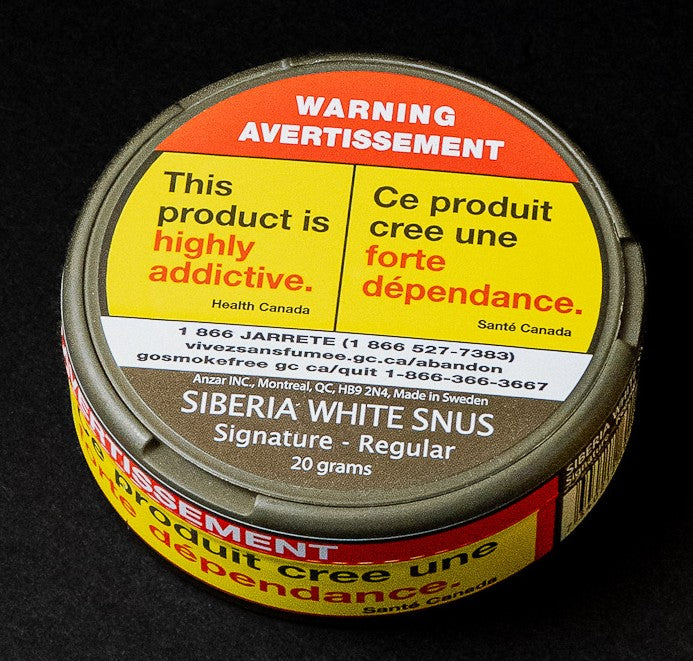 WARNING
AVERTISSEMENT
This
product is
highly
addictive.
Health Canada
Ce produit
cree une
forte
dépendance.
Santé Canada
1 866 JARRETE (1 866 527-7383)
vivezsansfumee.gc.ca/abandon
gosmokefree gc ca/quit 1-866-366-3667
Anzar INC., Montreal, QC, HB9 2N4, Made in Sweden
SIBERIA WHITE SNUS
Signature - Regular
20 grams
AVERTISSEMENT
Ce produit cree une
forte dépendance.
Santé Canada
SIBERIA WHITE